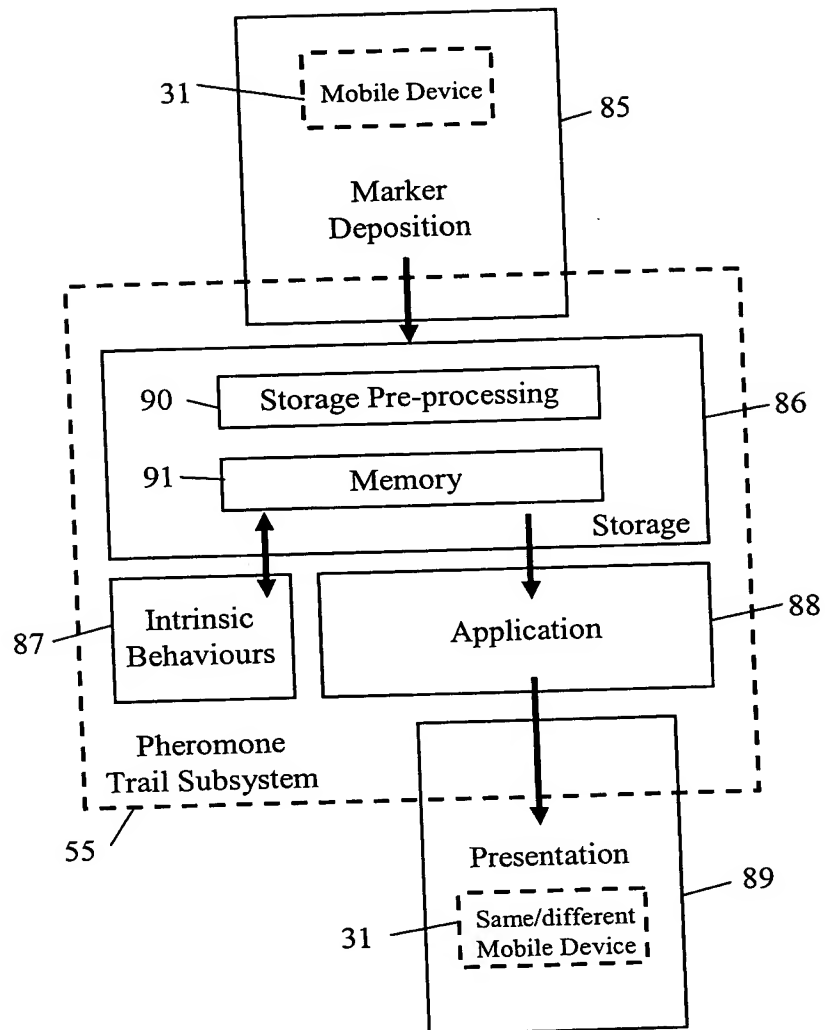 31
Mobile Device
85
Marker
Deposition
90
Storage Pre-processing
86
91
Memory
Storage
87
Intrinsic
Behaviours
Application
88
Pheromone
Trail Subsystem
55
Presentation
89
31
Same/different
Mobile Device